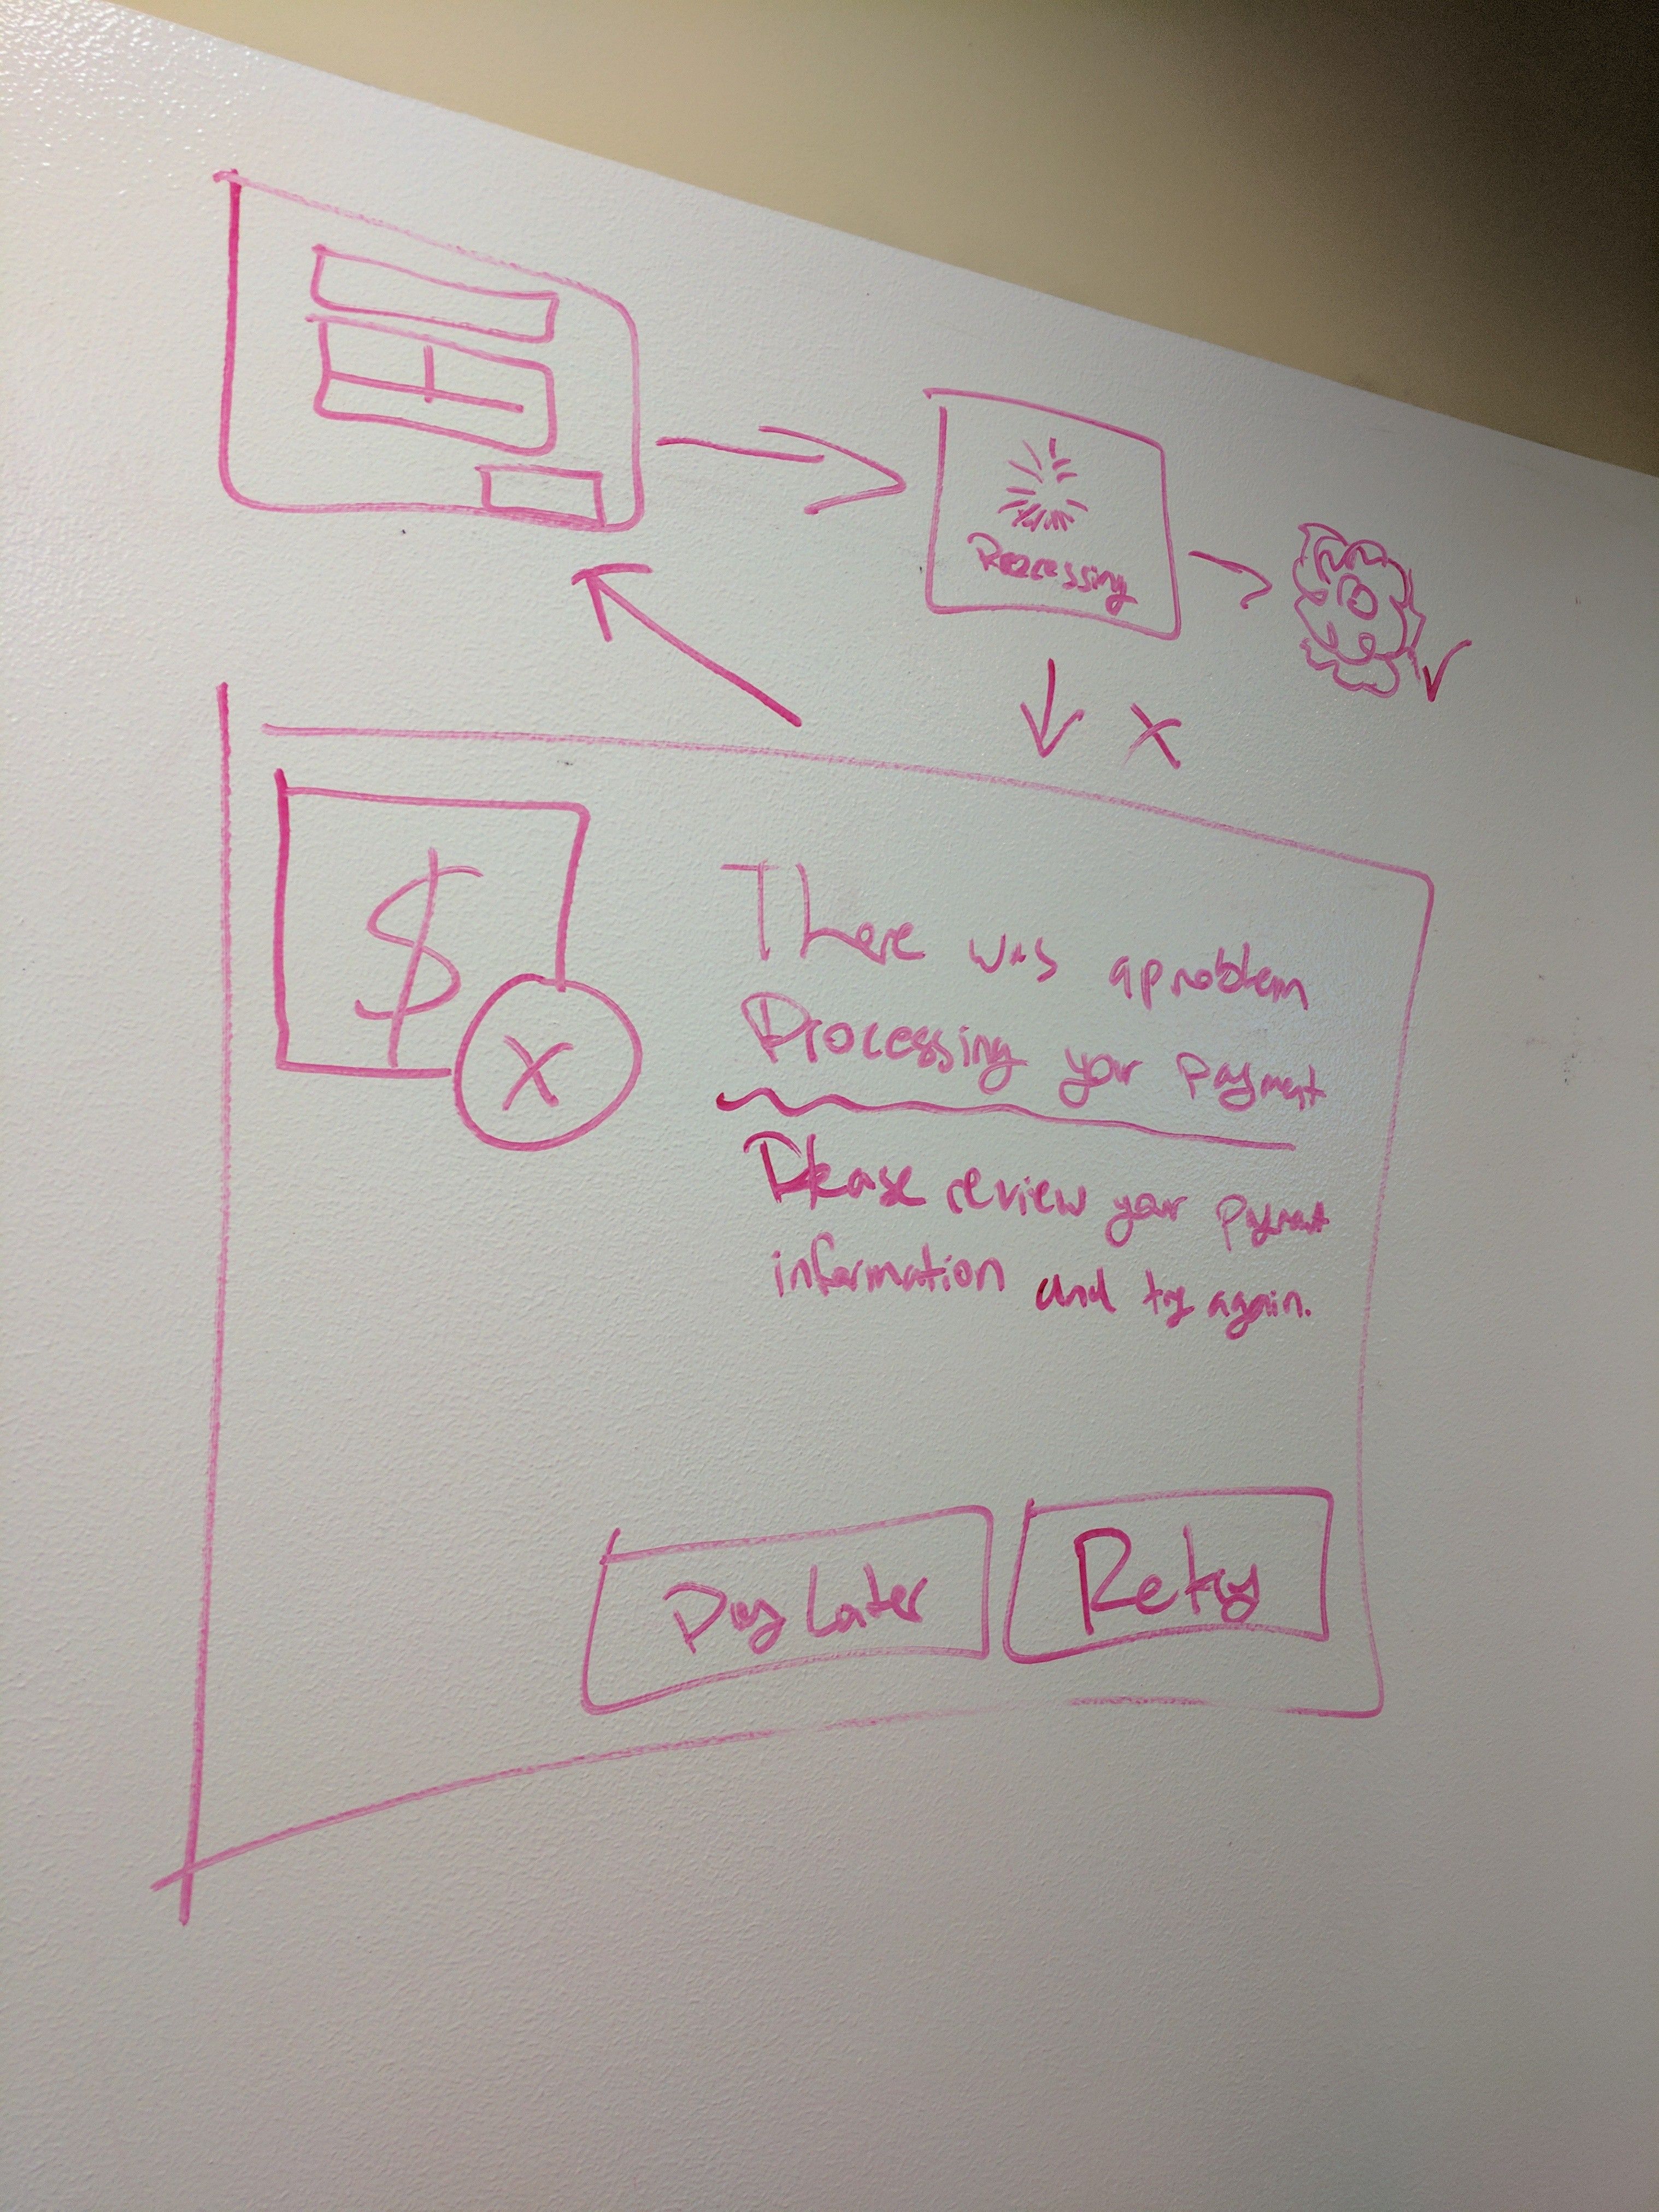 Processing
X
$
X
There was a problem
Processing your payment
Please review your payment
information and try again.
Pay Later
Retry